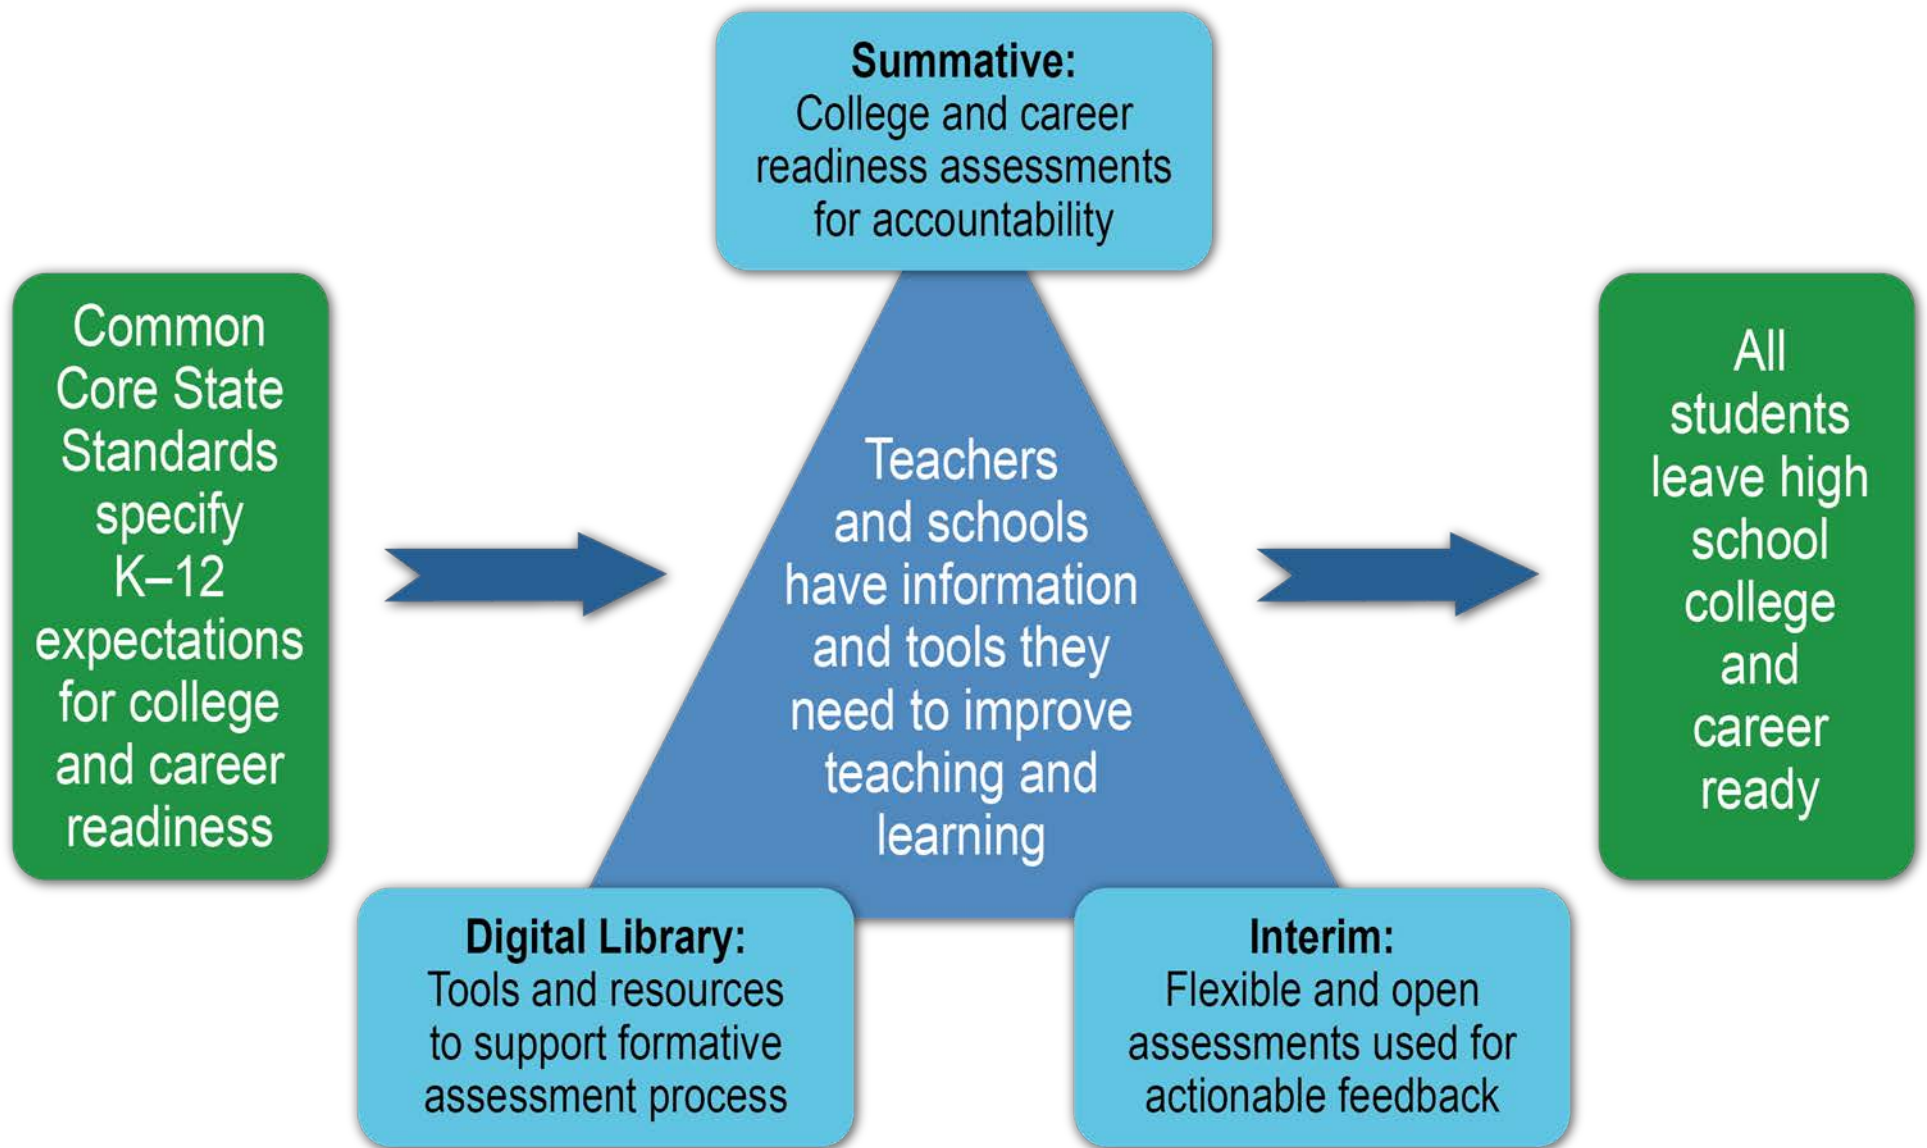 Summative:
College and career
readiness assessments
for accountability
Common
Core State
Standards
specify
K–12
expectations
for college
and career
readiness
Teachers
and schools
have information
and tools they
need to improve
teaching and
learning
All
students
leave high
school
college
and
career
ready
Digital Library:
Tools and resources
to support formative
assessment process
Interim:
Flexible and open
assessments used for
actionable feedback